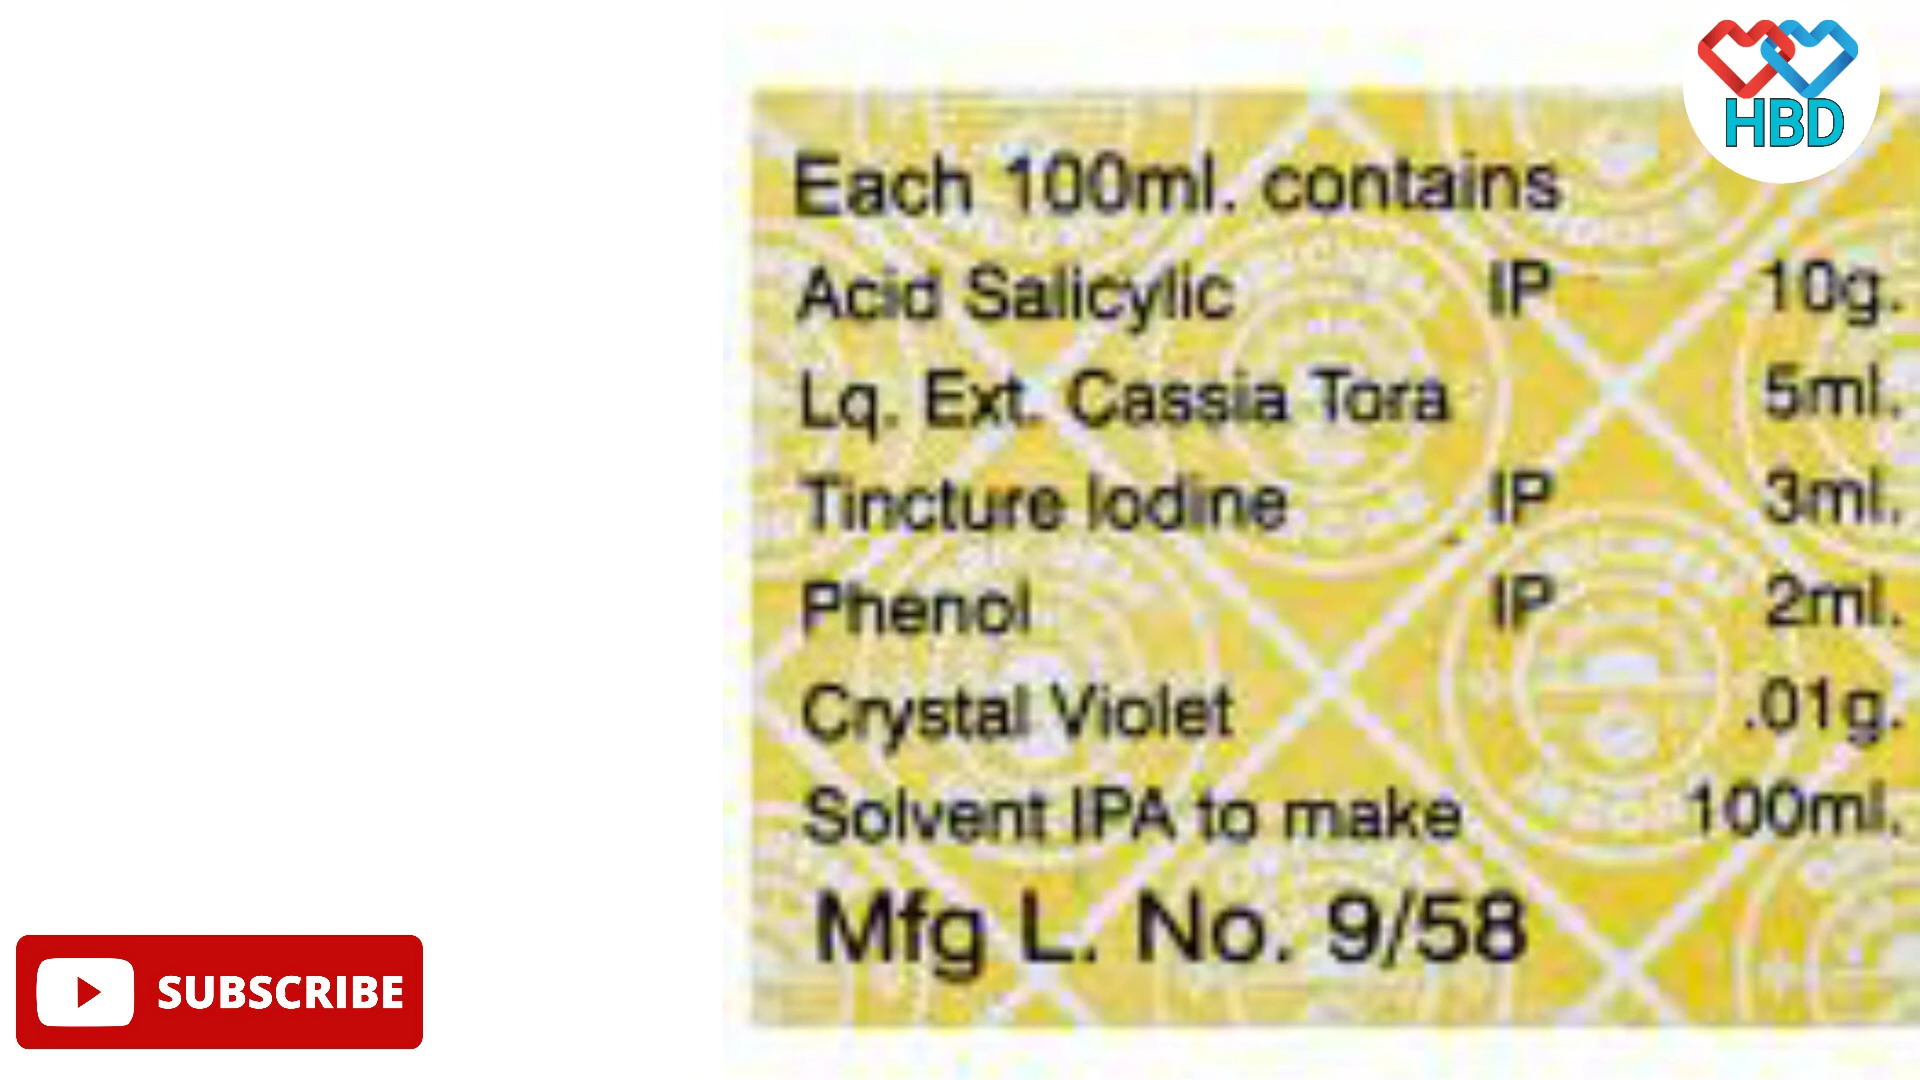 HBD
Each 100ml. contains
Acid Salicylic IP 10g.
Lq. Ext. Cassia Tora 5ml.
Tincture Iodine IP 3ml.
Phenol IP 2ml.
Crystal Violet .01g.
Solvent IPA to make 100ml.
Mfg L. No. 9/58
SUBSCRIBE